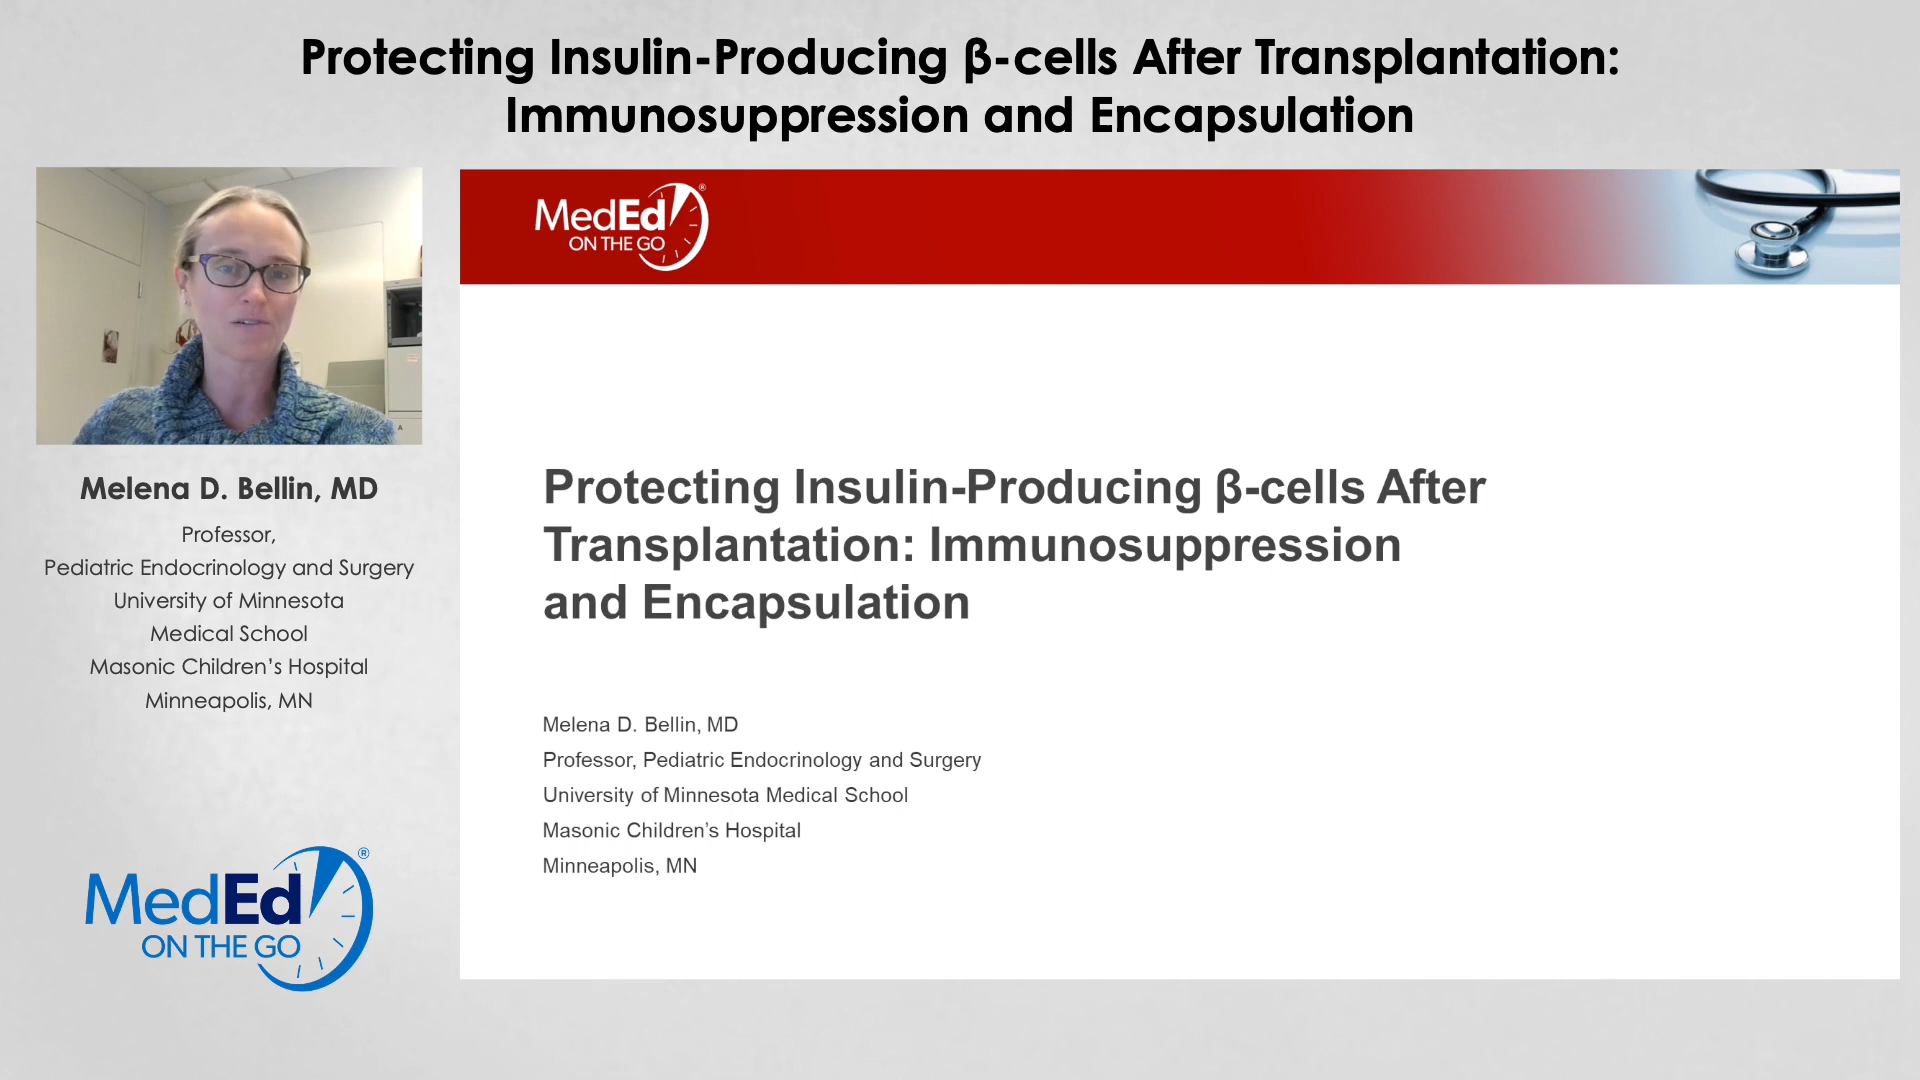 Protecting Insulin-Producing β-cells After Transplantation:
Immunosuppression and Encapsulation
MedEd®
ON THE GO
Melena D. Bellin, MD
Professor,
Pediatric Endocrinology and Surgery
University of Minnesota
Medical School
Masonic Children’s Hospital
Minneapolis, MN
MedEd®
ON THE GO
Protecting Insulin-Producing β-cells After
Transplantation: Immunosuppression
and Encapsulation
Melena D. Bellin, MD
Professor, Pediatric Endocrinology and Surgery
University of Minnesota Medical School
Masonic Children’s Hospital
Minneapolis, MN